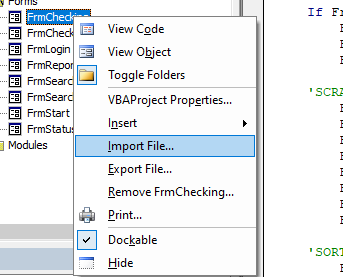 Forms
FrmChecking
FrmCheck
FrmLogin
FrmRepor
FrmSearc
FrmSearc
FrmStart
FrmStatus
Modules
View Code
View Object
Toggle Folders
VBAProject Properties...
Insert
Import File...
Export File...
Remove FrmChecking...
Print...
Dockable
Hide
If Fr
'SCRA
'SORT